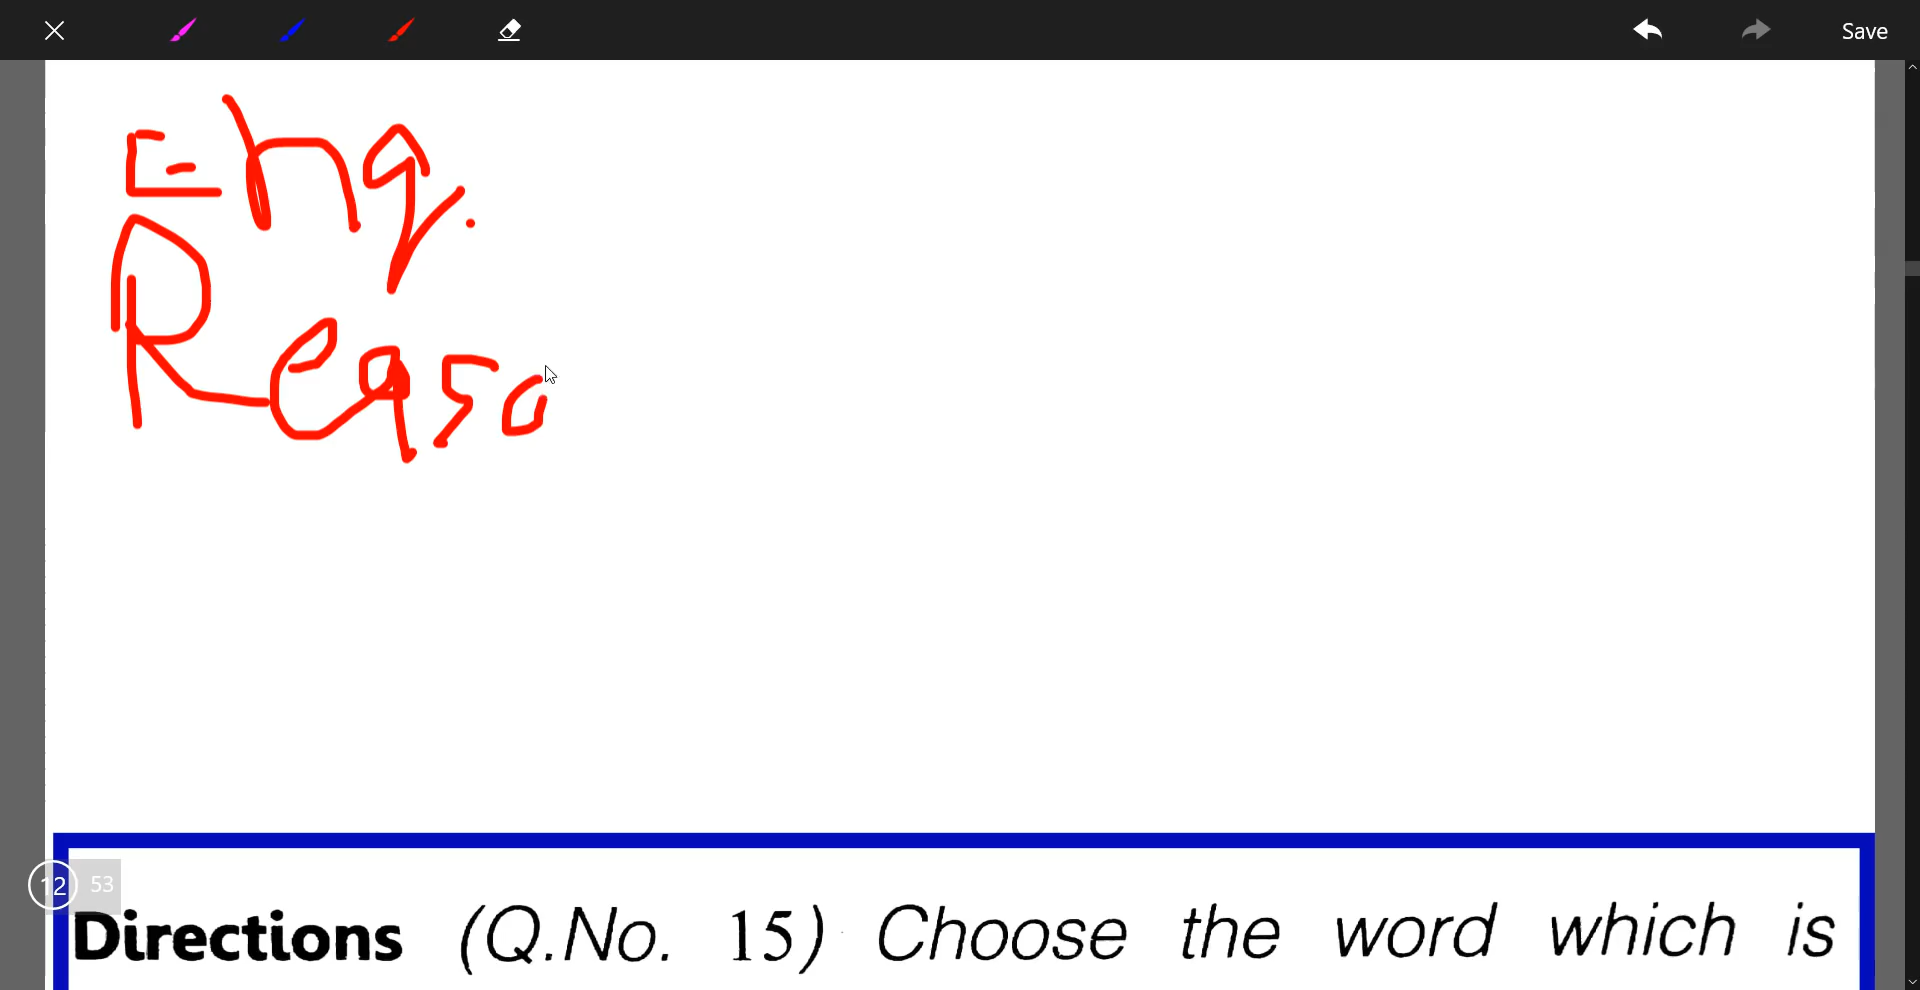 Save
Eng.
Reaso
12 53
Directions (Q.No. 15) Choose the word which is